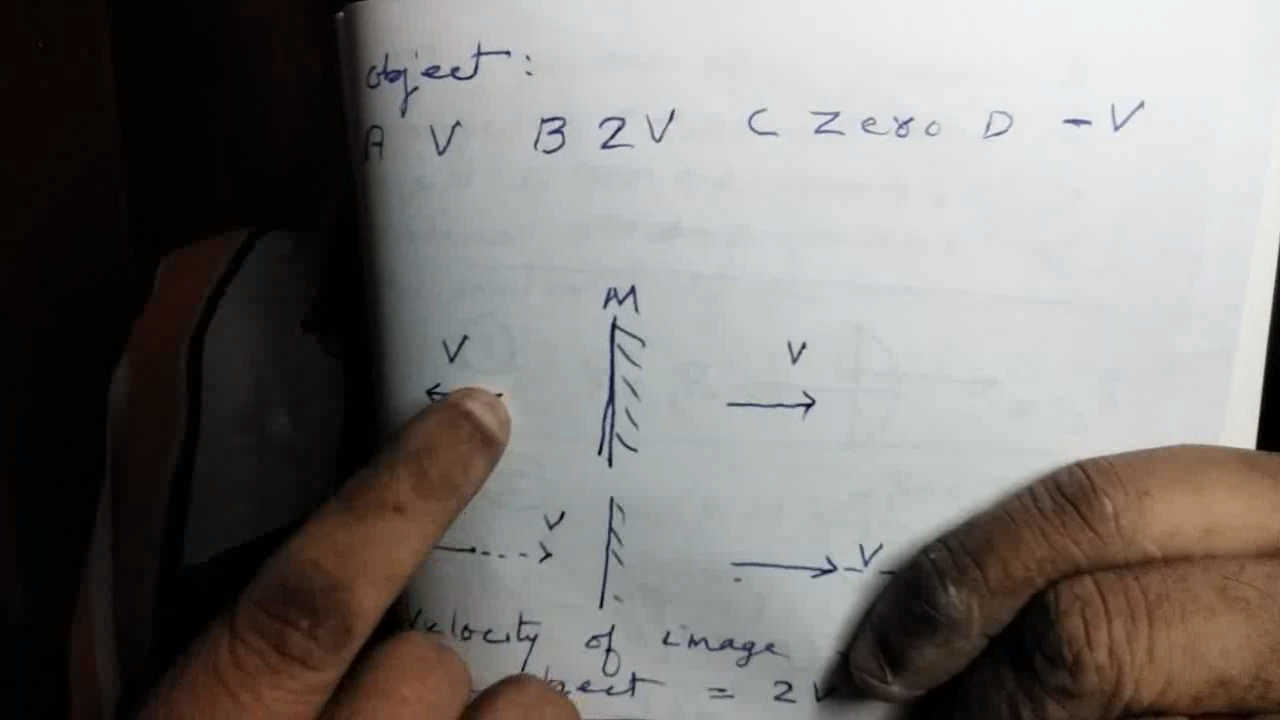 object:
A V B 2V C Zero D -V
M
V V
V V
Velocity of image
= 2V